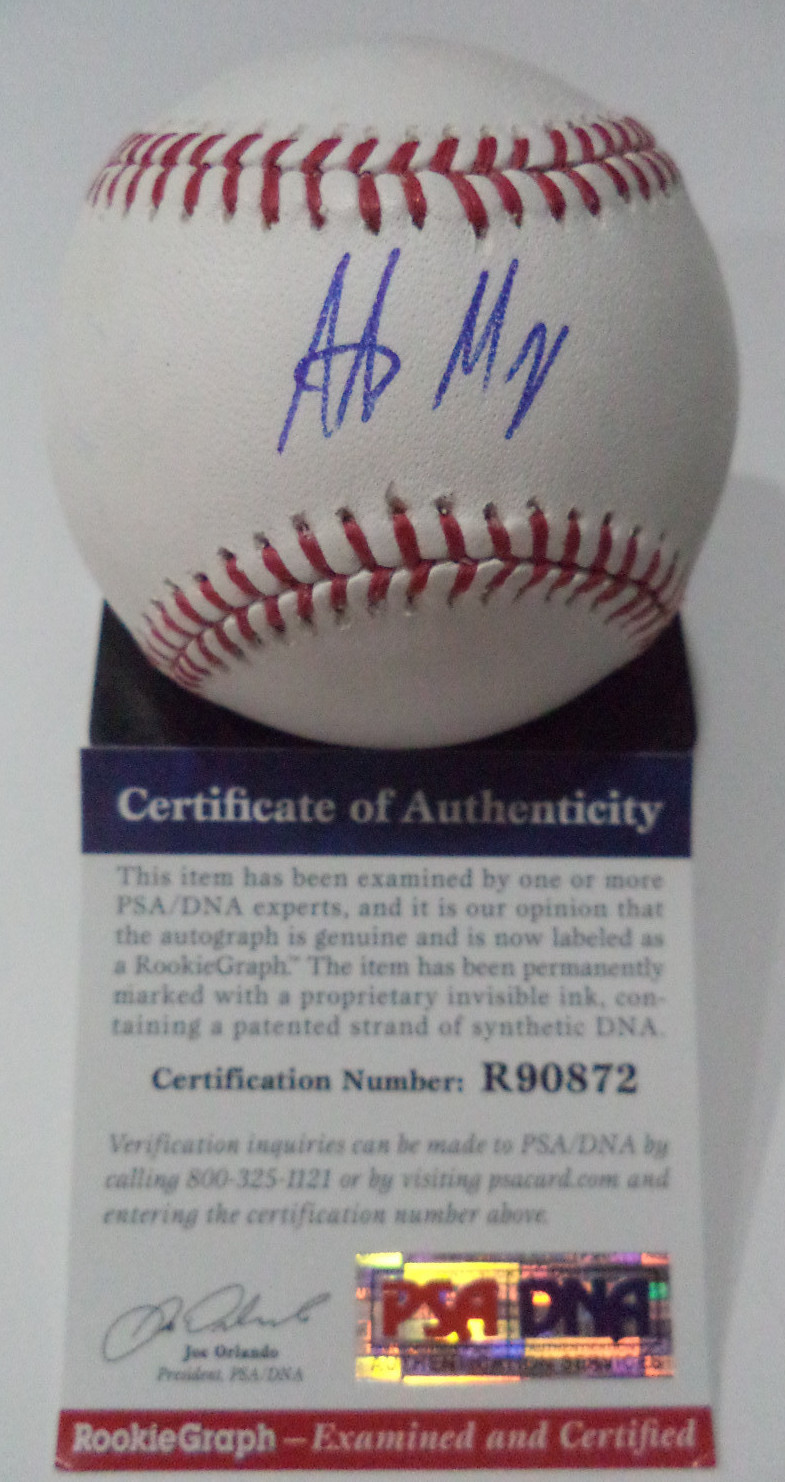 Certificate of Authenticity
This item has been examined by one or more
PSA/DNA experts, and it is our opinion that
the autograph is genuine and is now labeled as
a RookieGraph.™ The item has been permanently
marked with a proprietary invisible ink, con-
taining a patented strand of synthetic DNA.
Certification Number: R90872
Verification inquiries can be made to PSA/DNA by
calling 800-325-1121 or by visiting psacard.com and
entering the certification number above.
Joe Orlando
President, PSA/DNA
PSA DNA
AUTHENTICATION SERVICES
RookieGraph – Examined and Certified